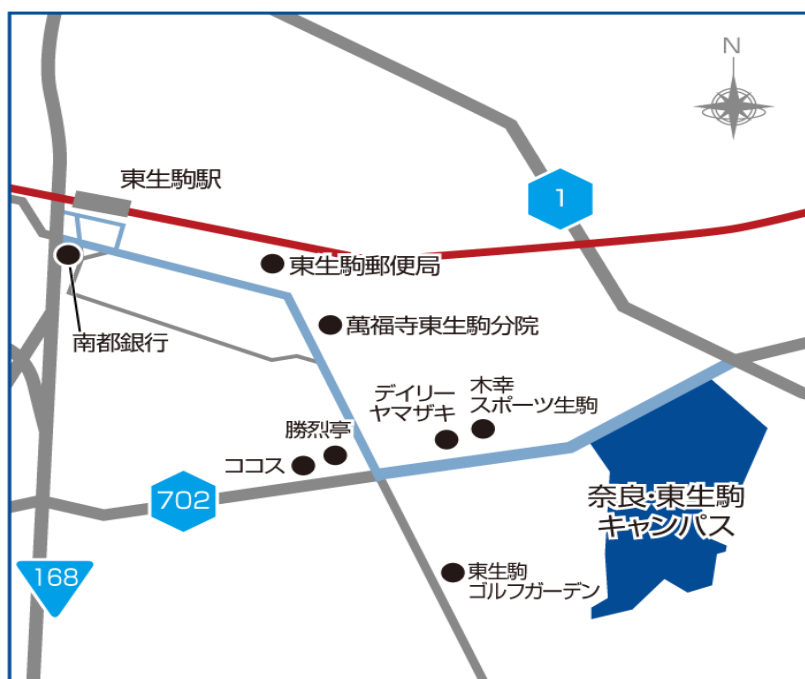 N
東生駒駅
1
東生駒郵便局
南都銀行
萬福寺東生駒分院
デイリー
ヤマザキ
木幸
スポーツ生駒
勝烈亭
ココス
702
奈良・東生駒
キャンパス
168
東生駒
ゴルフガーデン